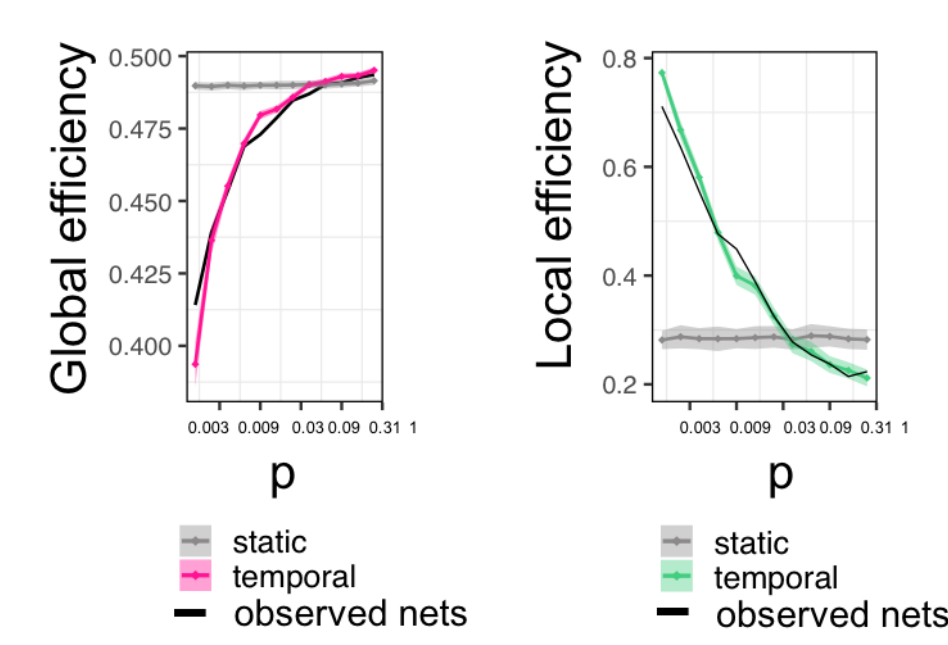 Global efficiency
0.500
0.475
0.450
0.425
0.400
0.003 0.009 0.03 0.09 0.31 1
p
static
temporal
observed nets
Local efficiency
0.8
0.6
0.4
0.2
0.003 0.009 0.03 0.09 0.31 1
p
static
temporal
observed nets